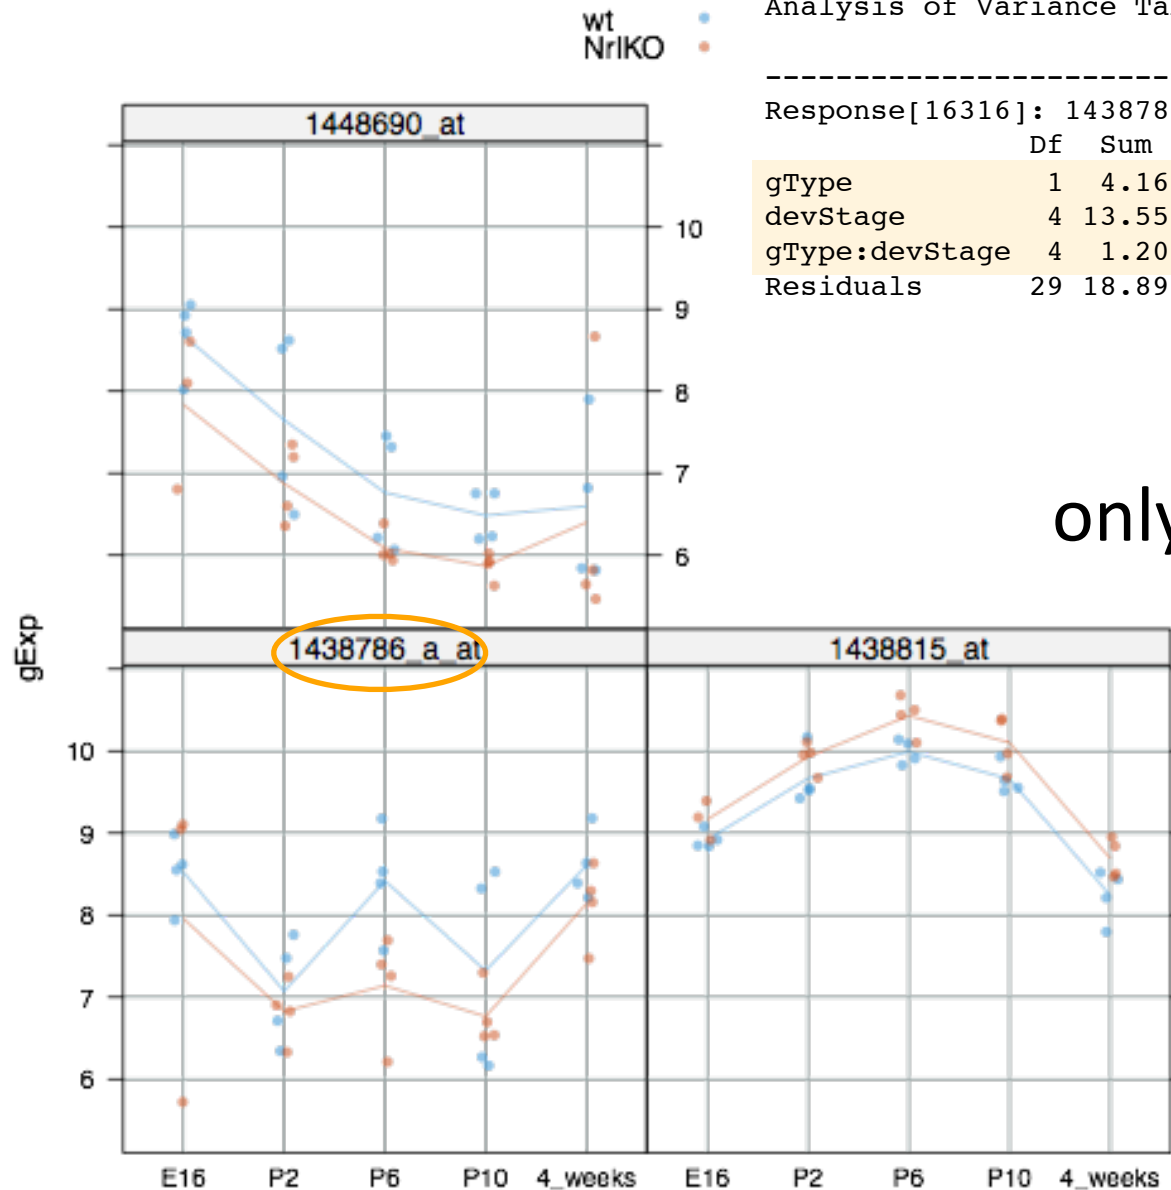 Analysis of Variance Ta
wt
NrlKO
-----------------------
Response[16316]: 143878
Df Sum
gType 1 4.16
devStage 4 13.55
gType:devStage 4 1.20
Residuals 29 18.89
1448690_at
10
9
8
7
6
only
gExp
1438786_a_at
1438815_at
10
9
8
7
6
E16 P2 P6 P10 4_weeks
E16 P2 P6 P10 4_weeks